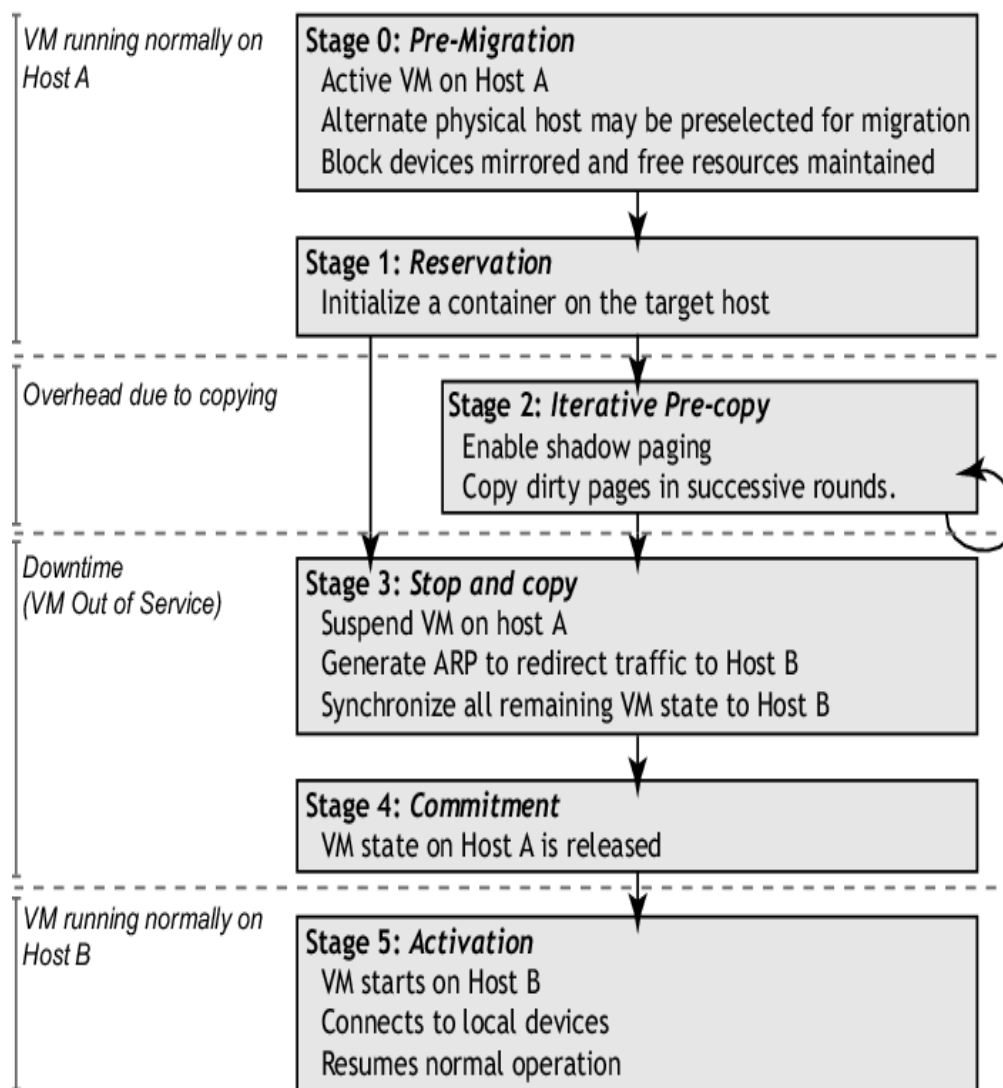 VM running normally on
Host A
Stage 0: Pre-Migration
Active VM on Host A
Alternate physical host may be preselected for migration
Block devices mirrored and free resources maintained
Stage 1: Reservation
Initialize a container on the target host
Overhead due to copying
Stage 2: Iterative Pre-copy
Enable shadow paging
Copy dirty pages in successive rounds.
Downtime
(VM Out of Service)
Stage 3: Stop and copy
Suspend VM on host A
Generate ARP to redirect traffic to Host B
Synchronize all remaining VM state to Host B
Stage 4: Commitment
VM state on Host A is released
VM running normally on
Host B
Stage 5: Activation
VM starts on Host B
Connects to local devices
Resumes normal operation